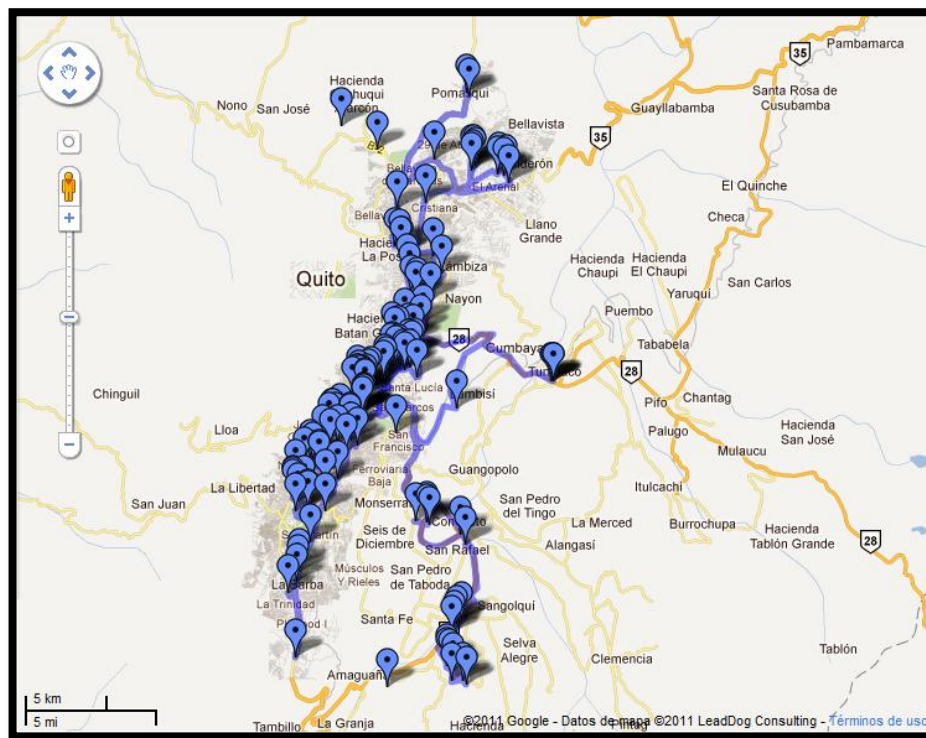 35
Pambamarca
Santa Rosa de
Cusubamba
Guayllabamba
Pomasqui
Hacienda
Nono
San José
Bellavista
35
El Arenal
Cristiana
El Quinche
Checa
Llano
Grande
Hacienda
Chaupi
Hacienda
El Chaupi
San Carlos
Yaruquí
Quito
Nayon
Puembo
Tababela
28
Cumbaya
28
Chinguil
Santa Lucía
Pifo
Chantag
Palugo
Hacienda
San José
Mulaucu
Lloa
San
Francisco
Ferroviaria
Baja
Guangopolo
Itulcachi
La Libertad
San Juan
San Pedro
del Tingo
Seis de
Diciembre
La Merced
Burrochupa
Hacienda
Tablón Grande
28
San Rafael
Alangasí
Músculos
Y Rieles
San Pedro
de Taboda
La Trinidad
Santa Fe
Sangolquí
Selva
Alegre
Clemencia
Tablón
Amaguaña
5 km
5 mi
Tambillo
La Granja
Hacienda
Pintag
©2011 Google - Datos de mapa ©2011 LeadDog Consulting - Términos de uso